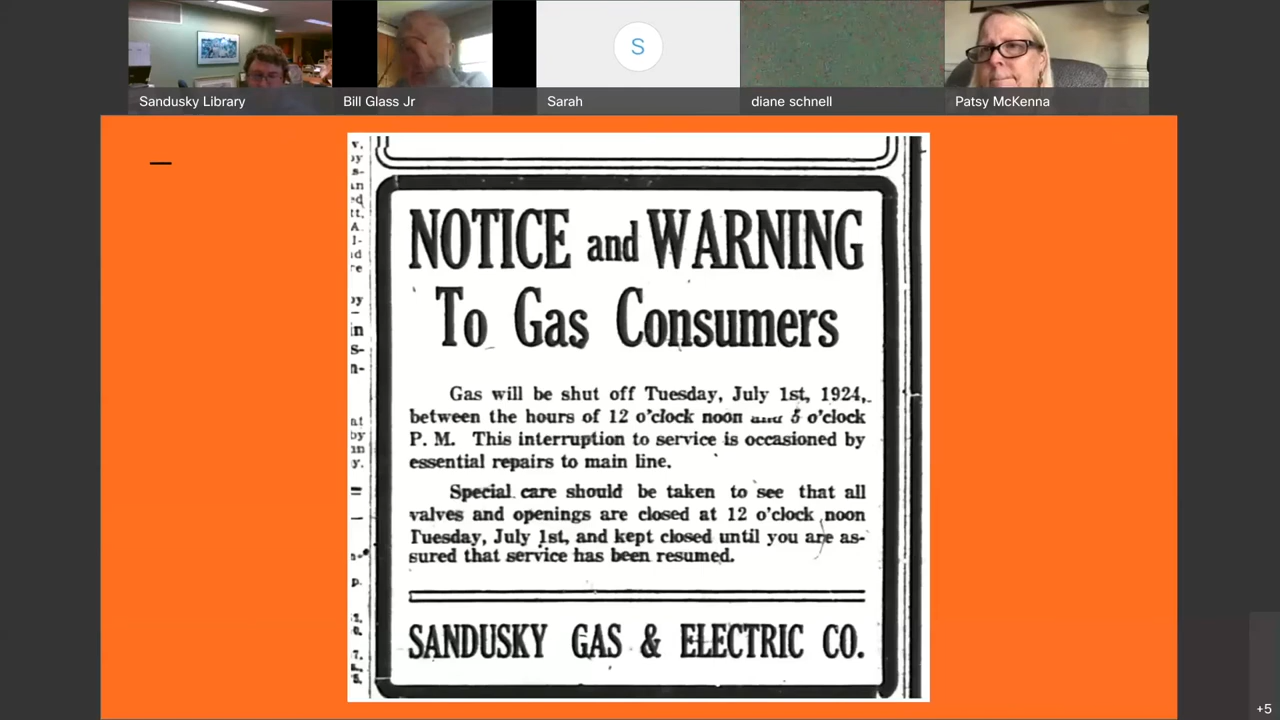 S
Sandusky Library
Bill Glass Jr
Sarah
diane schnell
Patsy McKenna
NOTICE and WARNING
To Gas Consumers
Gas will be shut off Tuesday, July 1st, 1924,
between the hours of 12 o'clock noon and 5 o'clock
P. M. This interruption to service is occasioned by
essential repairs to main line.
Special care should be taken to see that all
valves and openings are closed at 12 o'clock noon
Tuesday, July 1st, and kept closed until you are as-
sured that service has been resumed.
SANDUSKY GAS & ELECTRIC CO.
+5